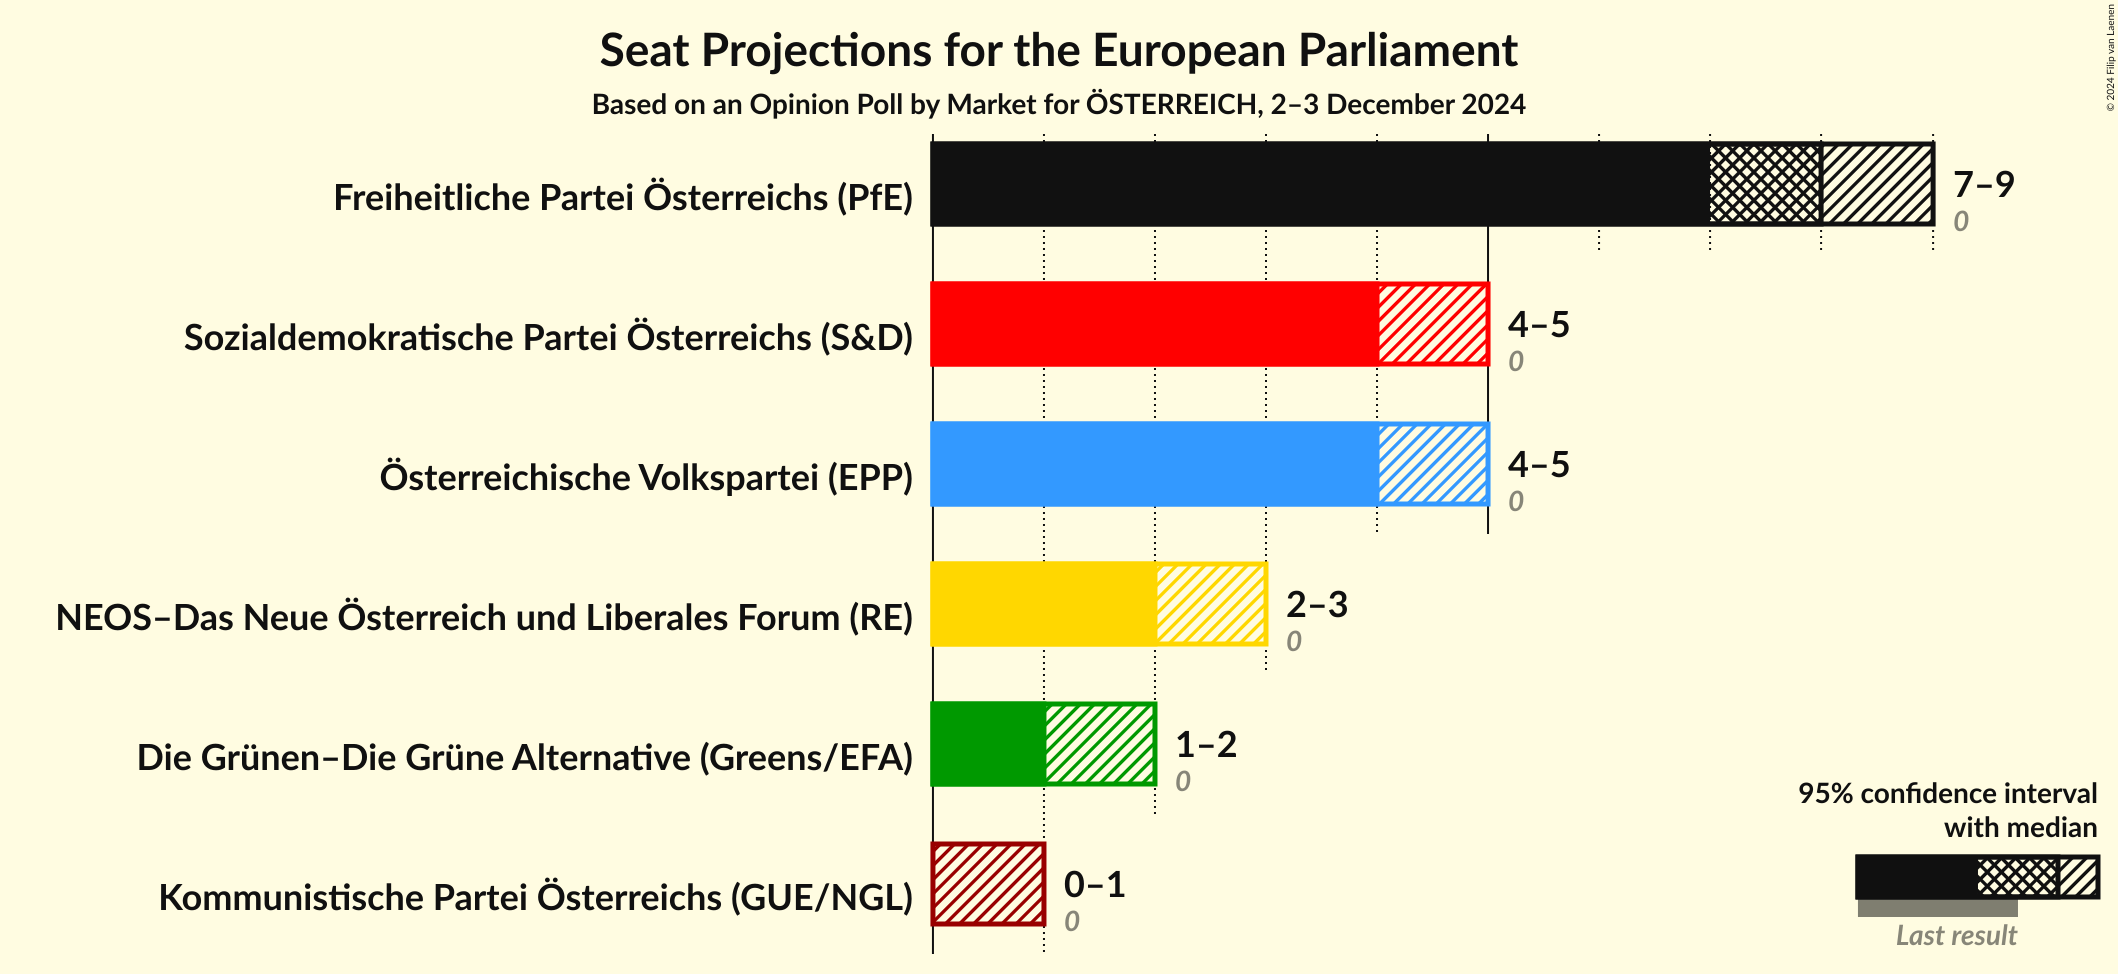 Seat Projections for the European Parliament
Based on an Opinion Poll by Market for ÖSTERREICH, 2–3 December 2024
© 2024 Filip van Laenen
Freiheitliche Partei Österreichs (PfE)
7–9
0
Sozialdemokratische Partei Österreichs (S&D)
4–5
0
Österreichische Volkspartei (EPP)
4–5
0
NEOS–Das Neue Österreich und Liberales Forum (RE)
2–3
0
Die Grünen–Die Grüne Alternative (Greens/EFA)
1–2
0
Kommunistische Partei Österreichs (GUE/NGL)
0–1
0
95% confidence interval
with median
Last result